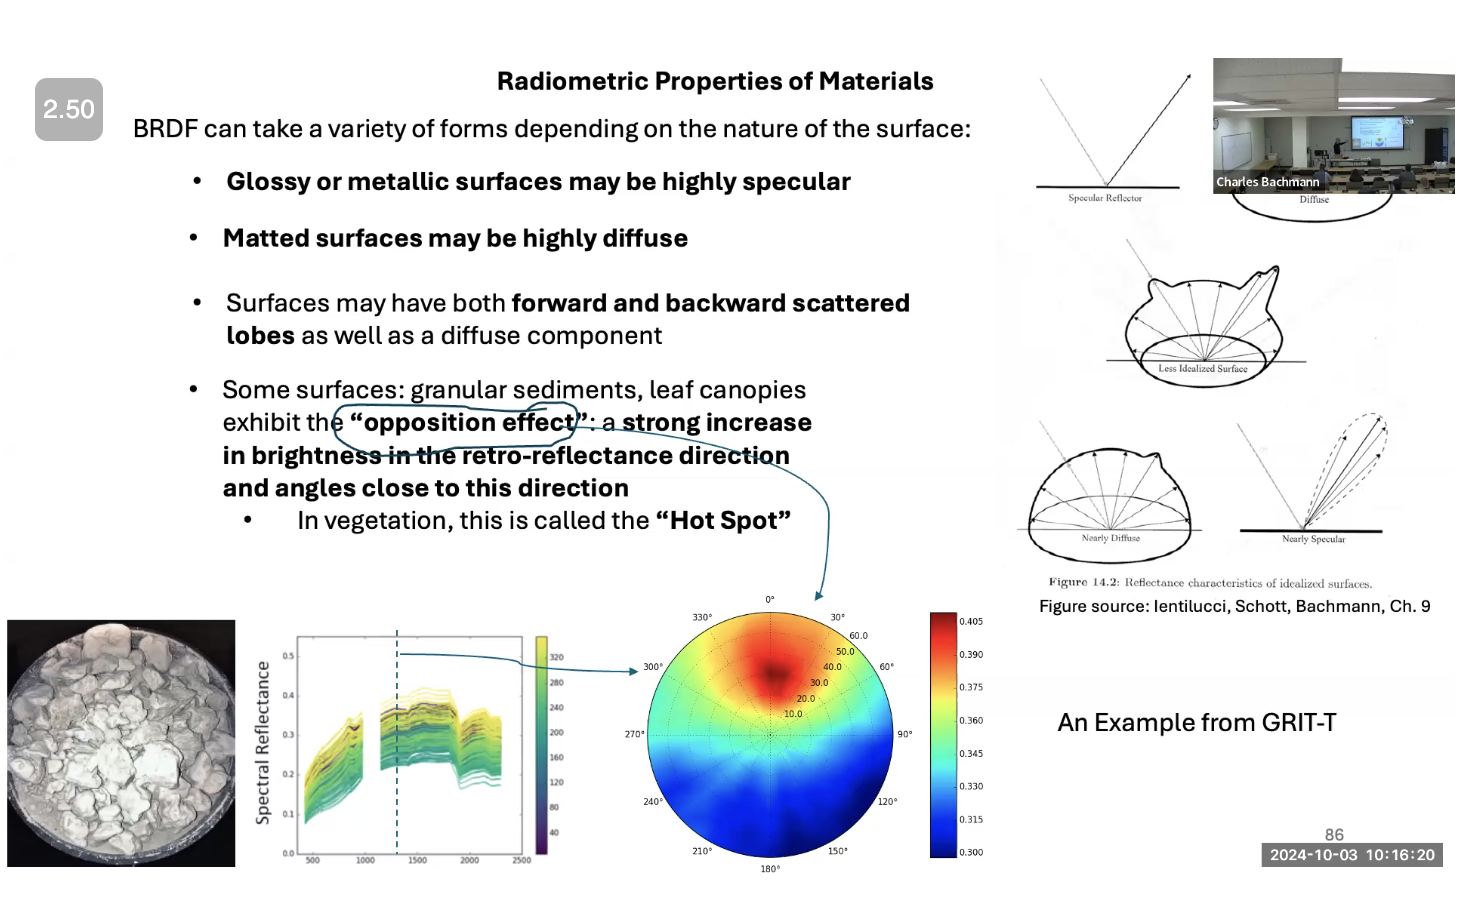 2.50
Radiometric Properties of Materials
BRDF can take a variety of forms depending on the nature of the surface:
• Glossy or metallic surfaces may be highly specular
• Matted surfaces may be highly diffuse
• Surfaces may have both forward and backward scattered
lobes as well as a diffuse component
• Some surfaces: granular sediments, leaf canopies
exhibit the “opposition effect”: a strong increase
in brightness in the retro-reflectance direction
and angles close to this direction
• In vegetation, this is called the “Hot Spot”
Specular Reflector
Charles Bachmann
Diffuse
Less Idealized Surface
Nearly Diffuse
Nearly Specular
Figure 14.2: Reflectance characteristics of idealized surfaces.
Figure source: Ientilucci, Schott, Bachmann, Ch. 9
Spectral Reflectance
0.5
0.4
0.3
0.2
0.1
0.0
500 1000 1500 2000 2500
320
280
240
200
160
120
80
40
0°
30°
60°
90°
120°
150°
180°
210°
240°
270°
300°
330°
60.0
50.0
40.0
30.0
20.0
10.0
0.405
0.390
0.375
0.360
0.345
0.330
0.315
0.300
An Example from GRIT-T
86
2024-10-03 10:16:20